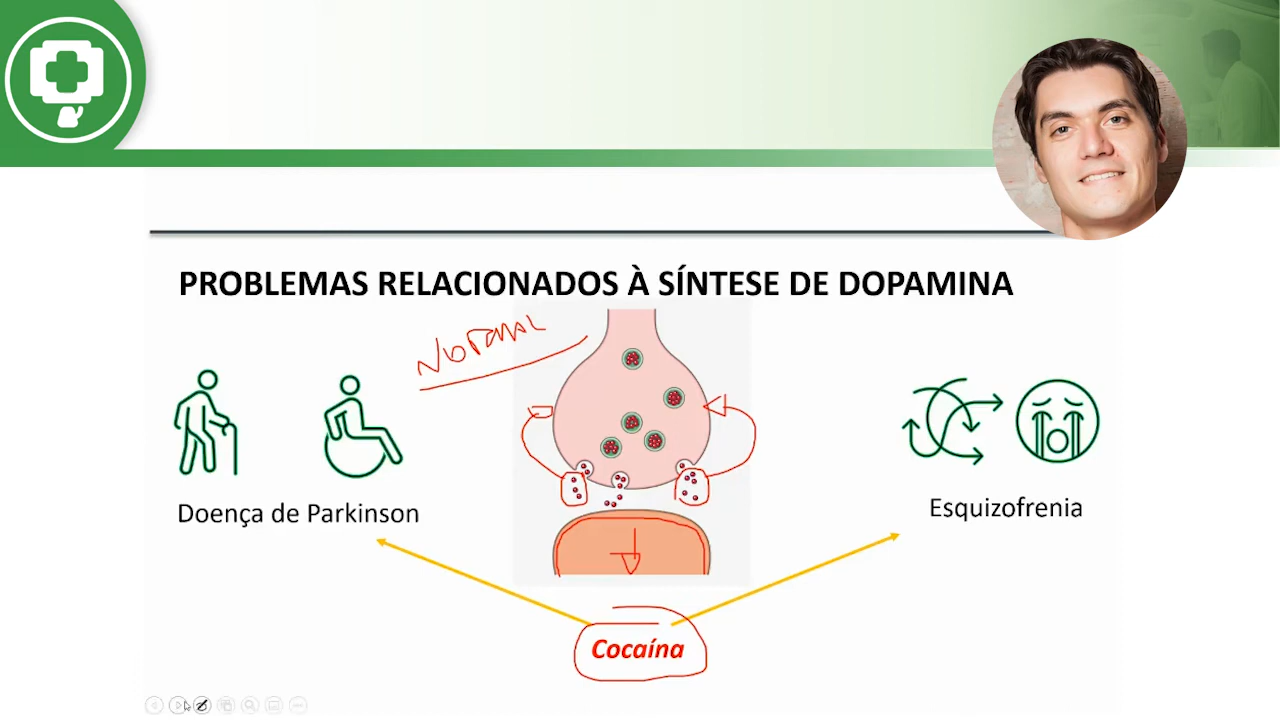 PROBLEMAS RELACIONADOS À SÍNTESE DE DOPAMINA
NORMAL
Doença de Parkinson
Esquizofrenia
Cocaína